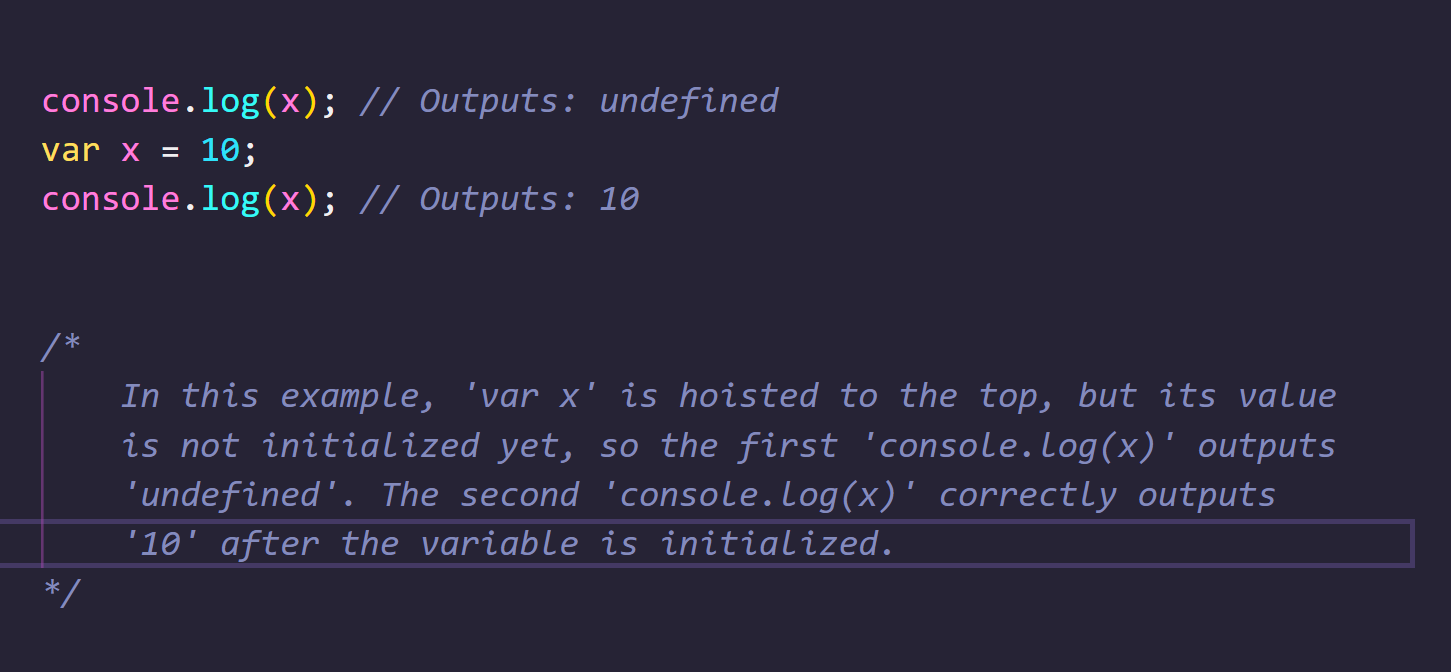 console.log(x); // Outputs: undefined
var x = 10;
console.log(x); // Outputs: 10
/*
In this example, 'var x' is hoisted to the top, but its value
is not initialized yet, so the first 'console.log(x)' outputs
'undefined'. The second 'console.log(x)' correctly outputs
'10' after the variable is initialized.
*/